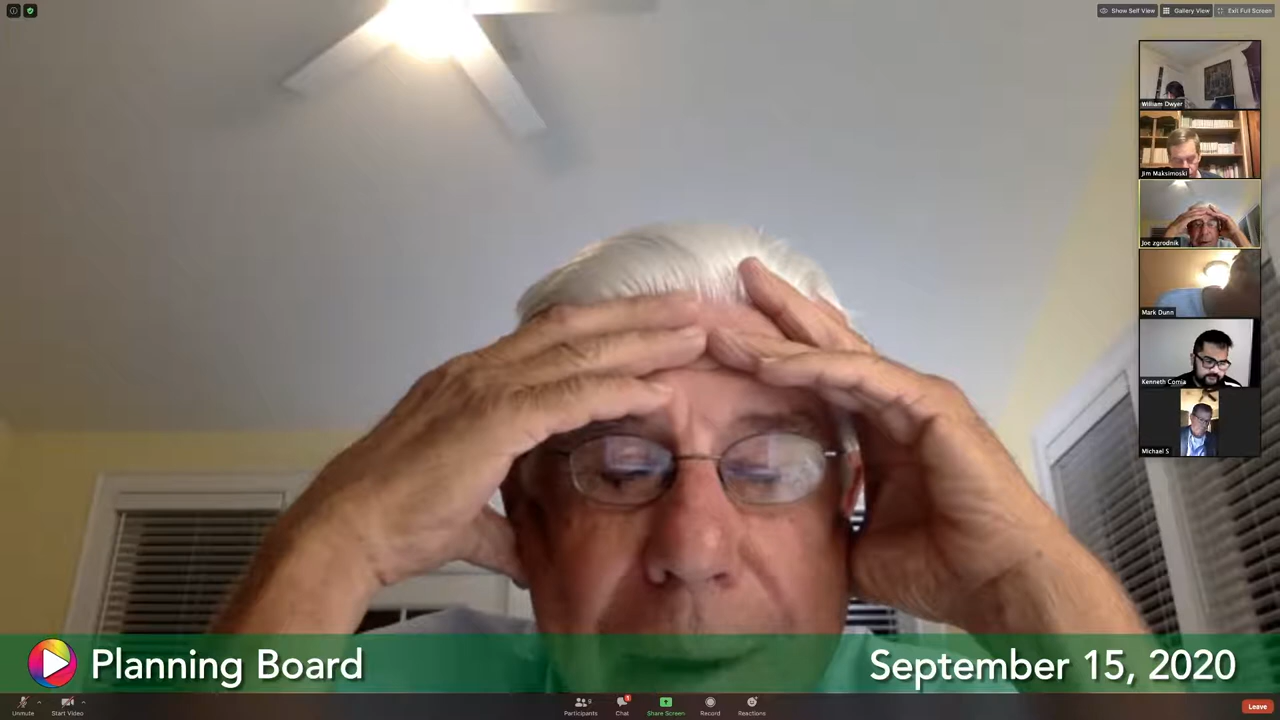 Show Self View
Gallery View
Exit Full Screen
William Dwyer
Jim Maksimoski
Joe zgrodnik
Mark Dunn
Kenneth Comia
Michael S
Planning Board
September 15, 2020
Unmute
Start Video
Participants
9
Chat
Share Screen
Record
Reactions
Leave